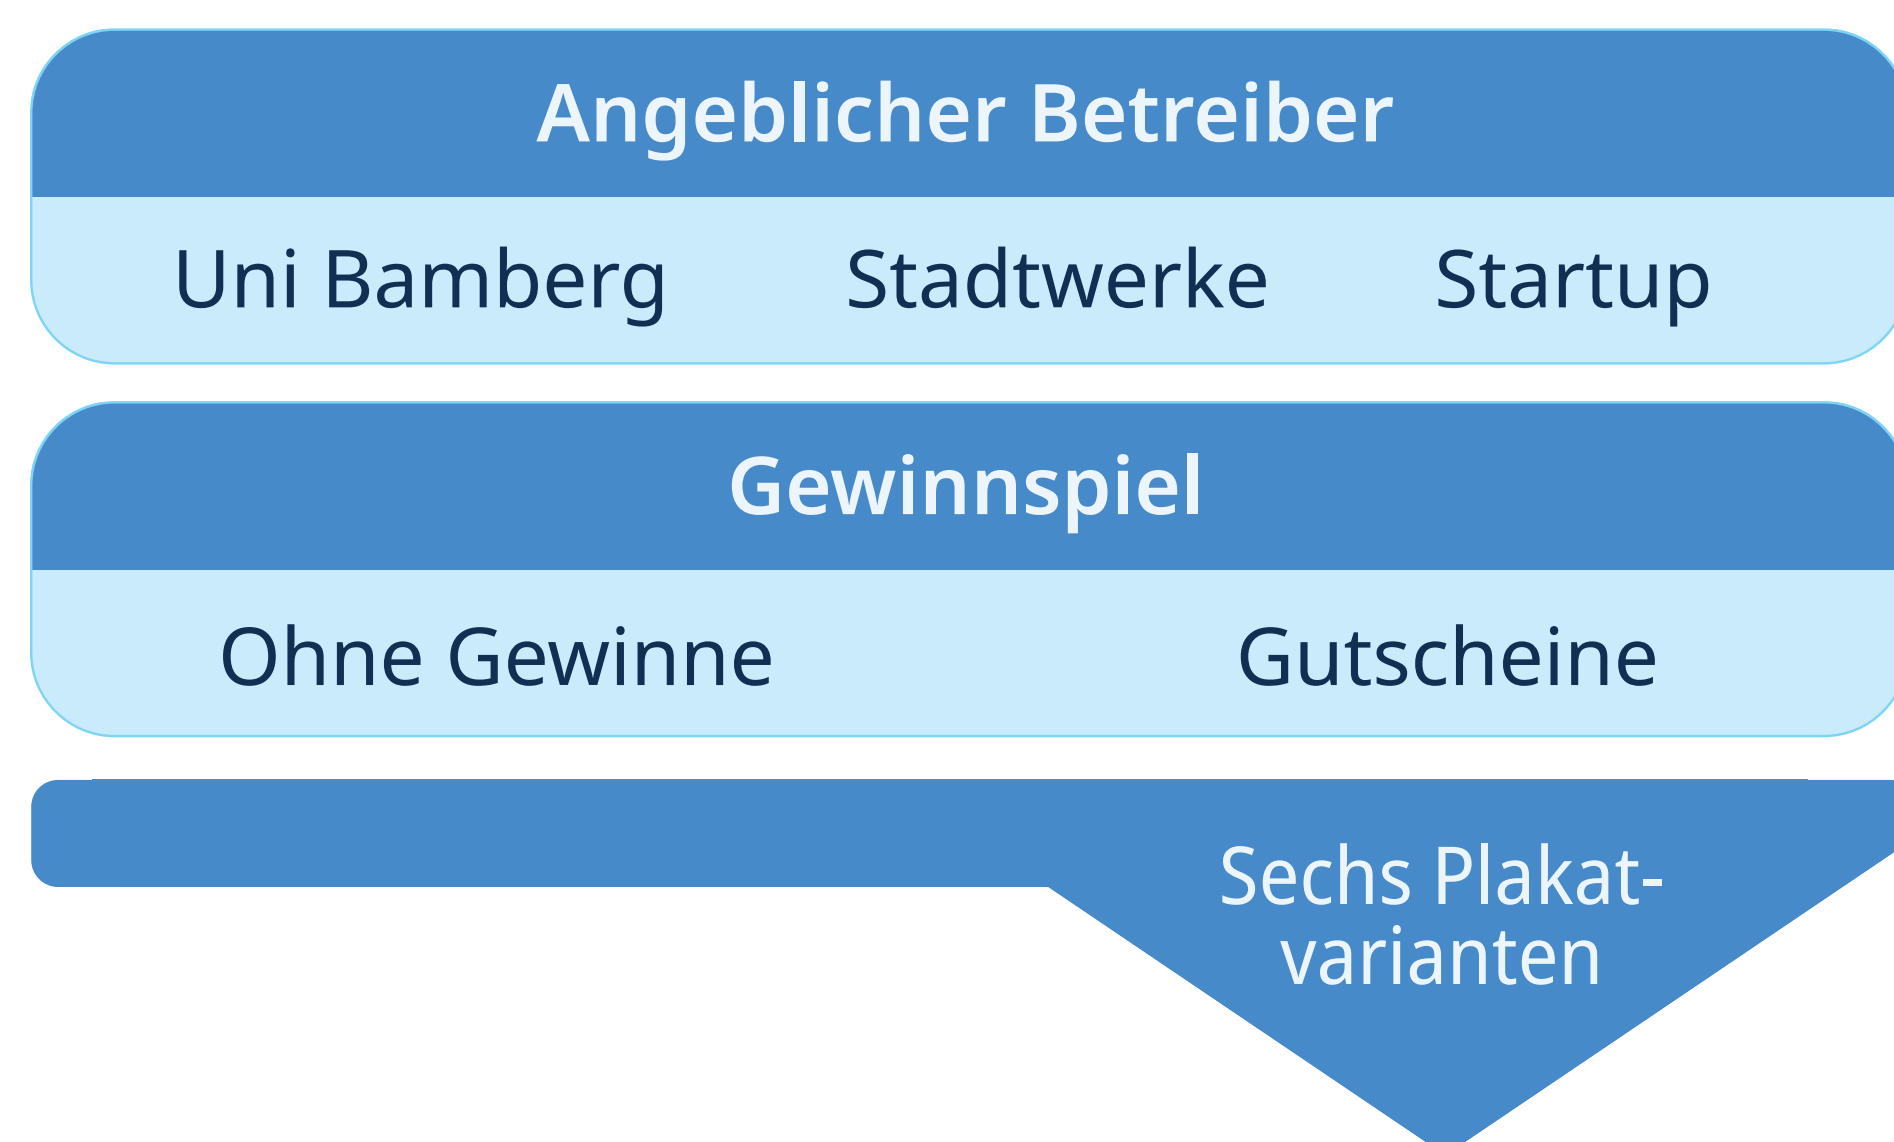 Angeblicher Betreiber
Uni Bamberg Stadtwerke Startup
Gewinnspiel
Ohne Gewinne Gutscheine
Sechs Plakat-
varianten